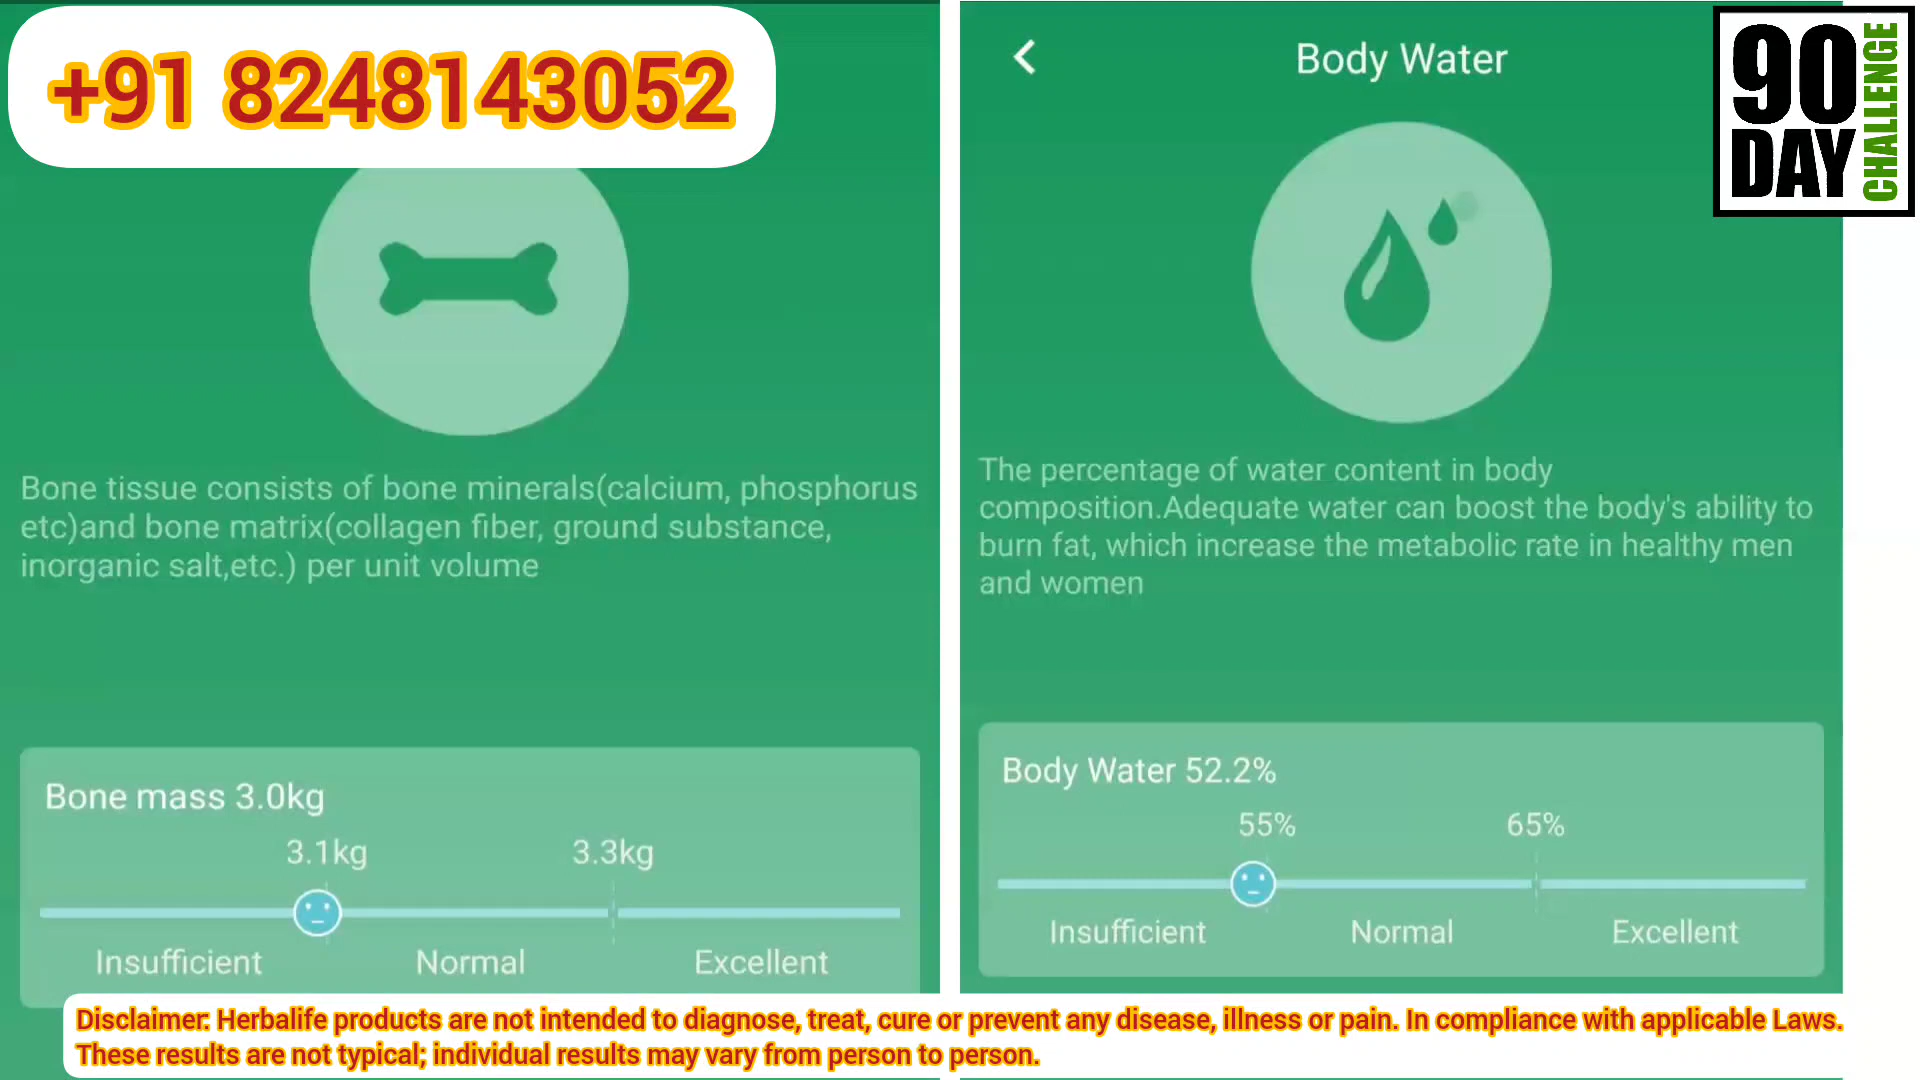 +91 8248143052
Bone tissue consists of bone minerals(calcium, phosphorus
etc)and bone matrix(collagen fiber, ground substance,
inorganic salt,etc.) per unit volume
Bone mass 3.0kg
3.1kg 3.3kg
Insufficient Normal Excellent
Body Water
The percentage of water content in body
composition.Adequate water can boost the body's ability to
burn fat, which increase the metabolic rate in healthy men
and women
Body Water 52.2%
55% 65%
Insufficient Normal Excellent
90
DAY
CHALLENGE
Disclaimer: Herbalife products are not intended to diagnose, treat, cure or prevent any disease, illness or pain. In compliance with applicable Laws.
These results are not typical; individual results may vary from person to person.